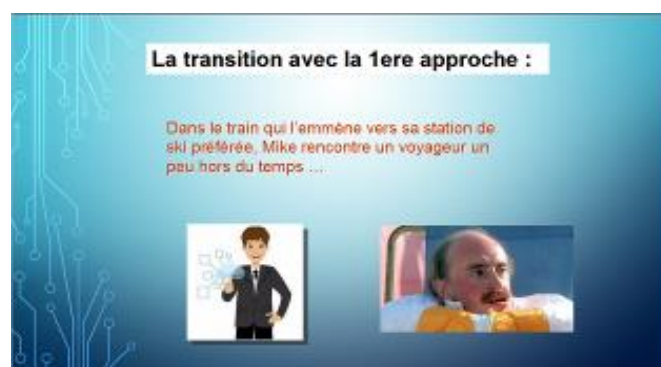 La transition avec la 1ere approche :
Dans le train qui l'emmène vers sa station de
ski préférée, Mike rencontre un voyageur un
peu hors du temps ...